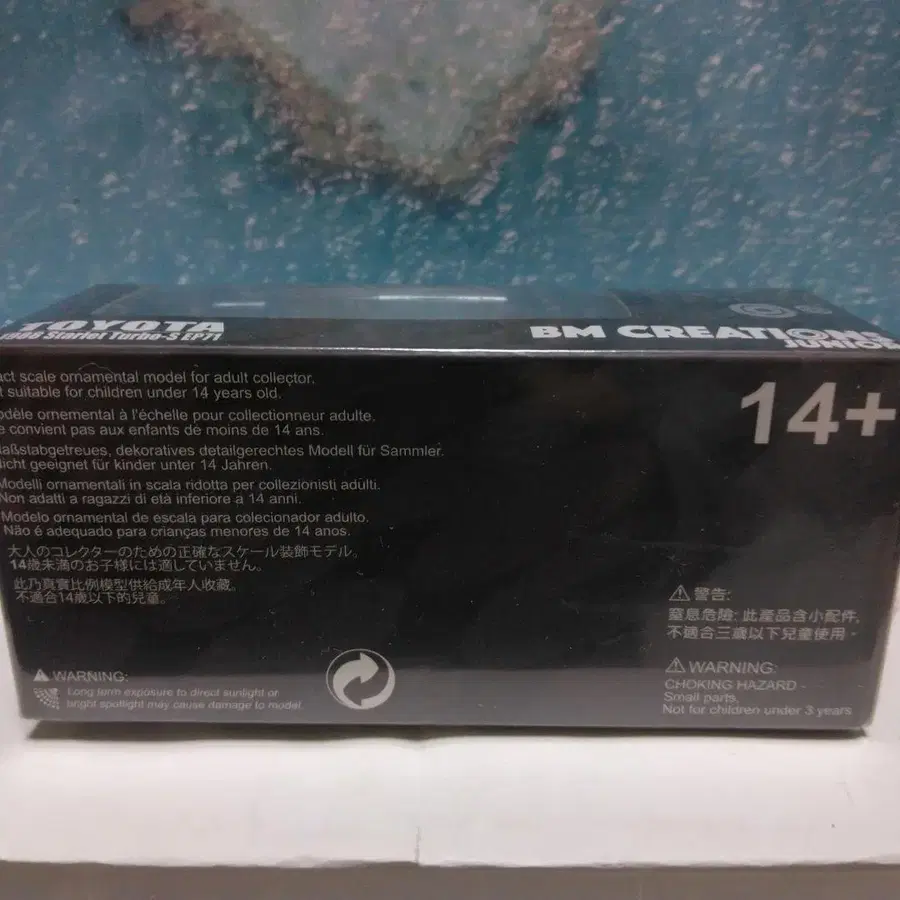 TOYOTA
Starlet Turbo-S EP71
BM CREATIONS
JUNIOR
14+
act scale ornamental model for adult collector.
t suitable for children under 14 years old.
odèle ornemental à l'échelle pour collectionneur adulte.
e convient pas aux enfants de moins de 14 ans.
aßstabgetreues, dekoratives detailgerechtes Modell für Sammler.
icht geeignet für kinder unter 14 Jahren.
Modelli ornamentali in scala ridotta per collezionisti adulti.
Non adatti a ragazzi di età inferiore a 14 anni.
Modelo ornamental de escala para colecionador adulto.
Não é adequado para crianças menores de 14 anos.
大人のコレクターのための正確なスケール装飾モデル。
14歳未満のお子様には適していません。
此乃真實比例模型供給成年人收藏。
不適合14歲以下的兒童。
WARNING:
Long term exposure to direct sunlight or
bright spotlight may cause damage to model.
警告:
窒息危險: 此產品含小配件,
不適合三歲以下兒童使用。
WARNING:
CHOKING HAZARD -
Small parts,
Not for children under 3 years